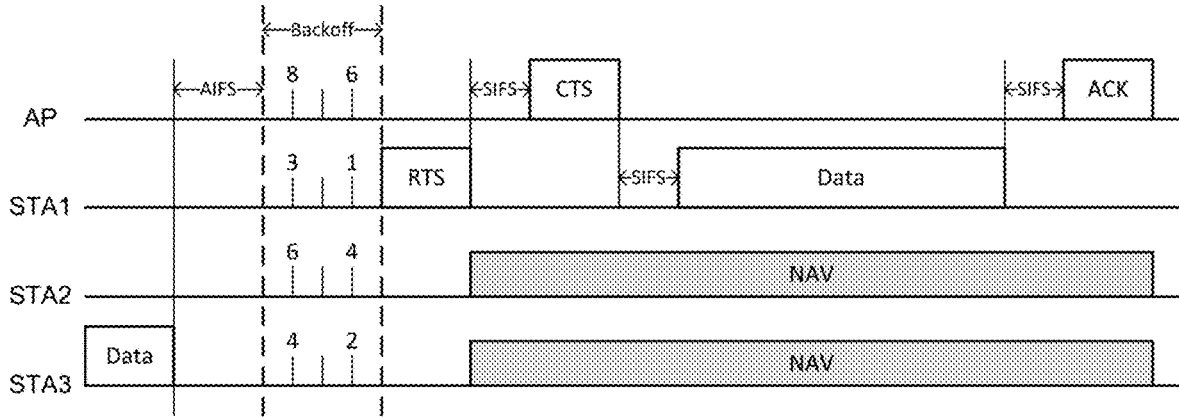 Backoff
AIFS
8 6
SIFS
CTS
SIFS
ACK
AP
3 1
RTS
SIFS
Data
STA1
6 4
NAV
STA2
Data
4 2
NAV
STA3